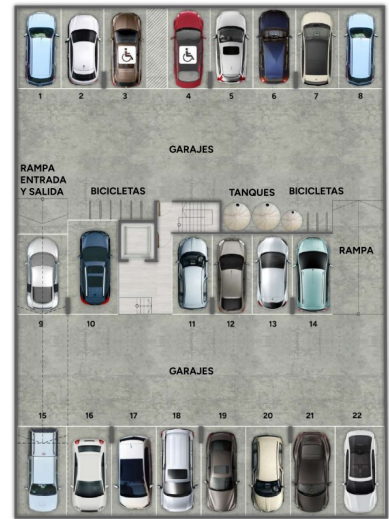 1 2 3 4 5 6 7 8
GARAJES
RAMPA
ENTRADA
Y SALIDA
BICICLETAS
TANQUES
BICICLETAS
RAMPA
9 10 11 12 13 14
GARAJES
15 16 17 18 19 20 21 22